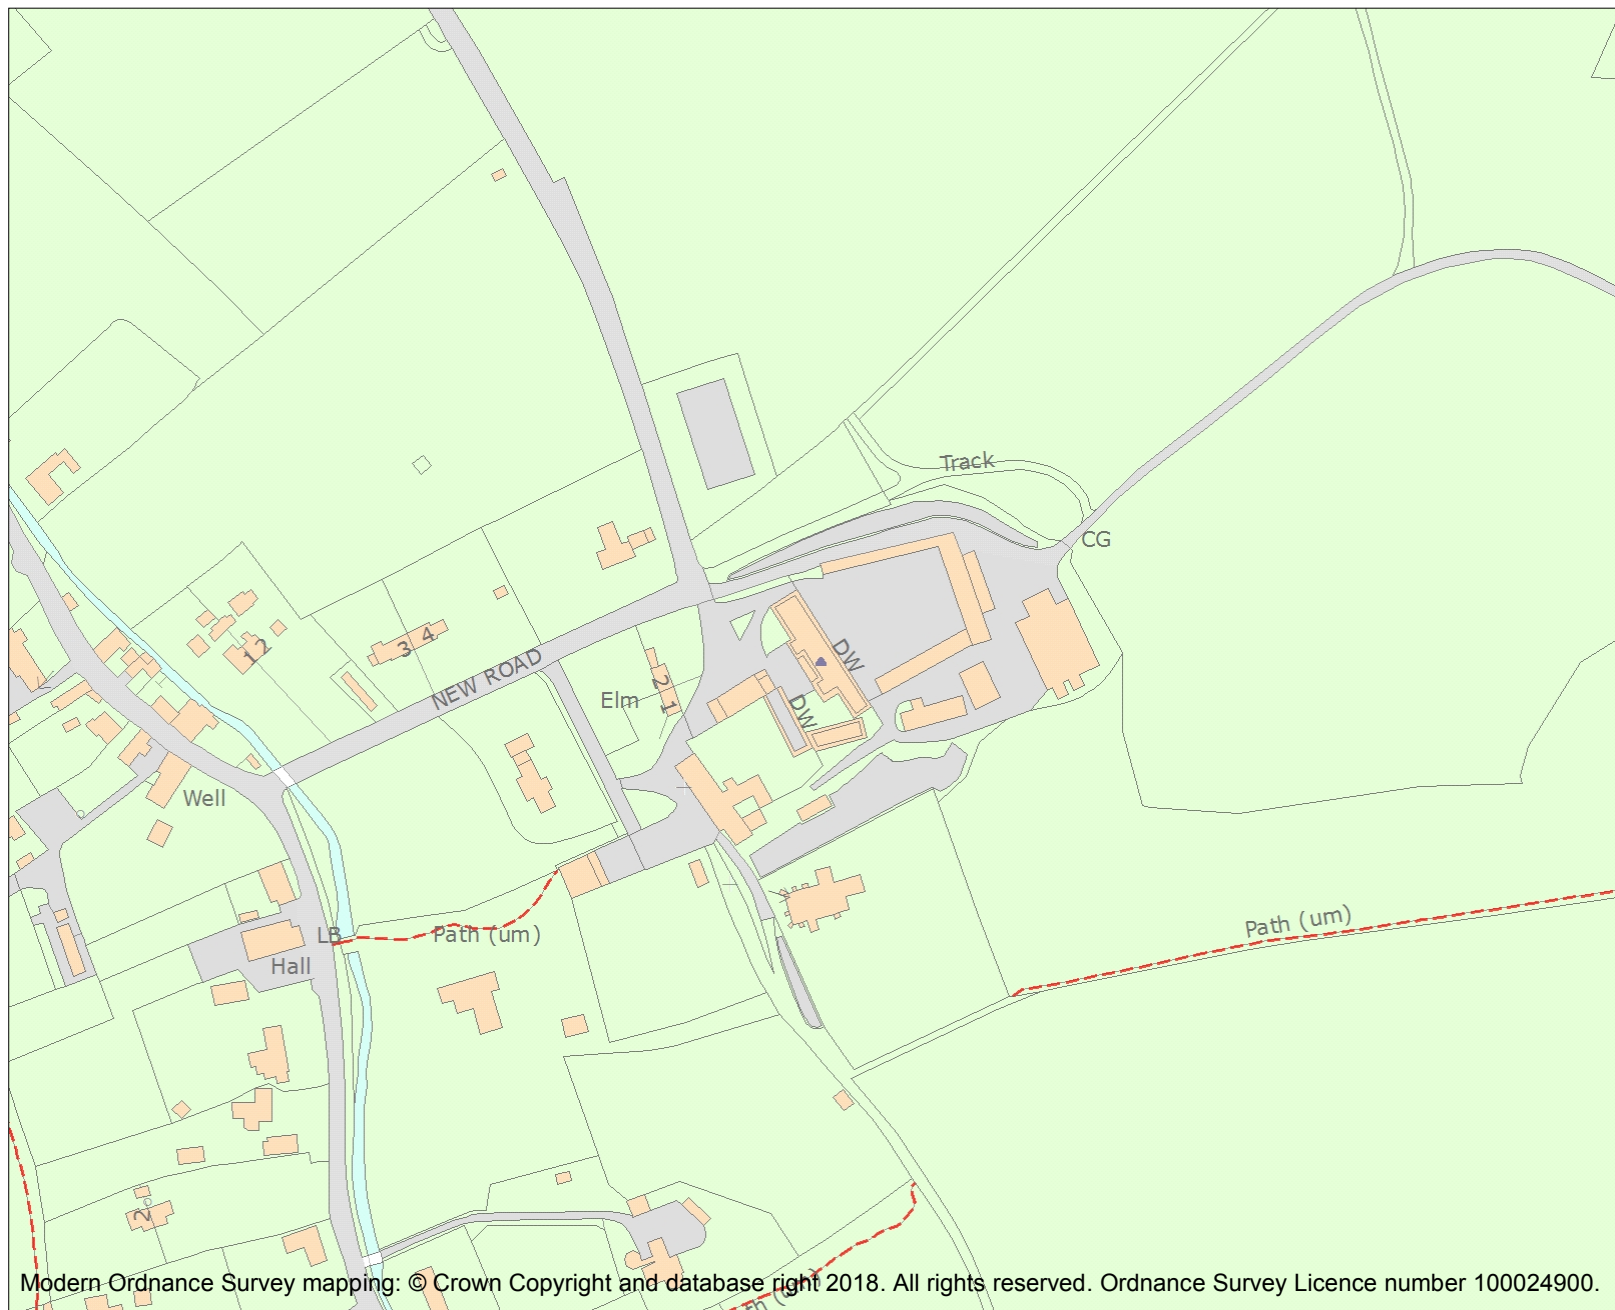 Track
CG
DW
3 4
1 2
NEW ROAD
Elm
2
1
DW
Well
LB
Path (um)
Hall
Path (um)
2
Modern Ordnance Survey mapping: © Crown Copyright and database right 2018. All rights reserved. Ordnance Survey Licence number 100024900.